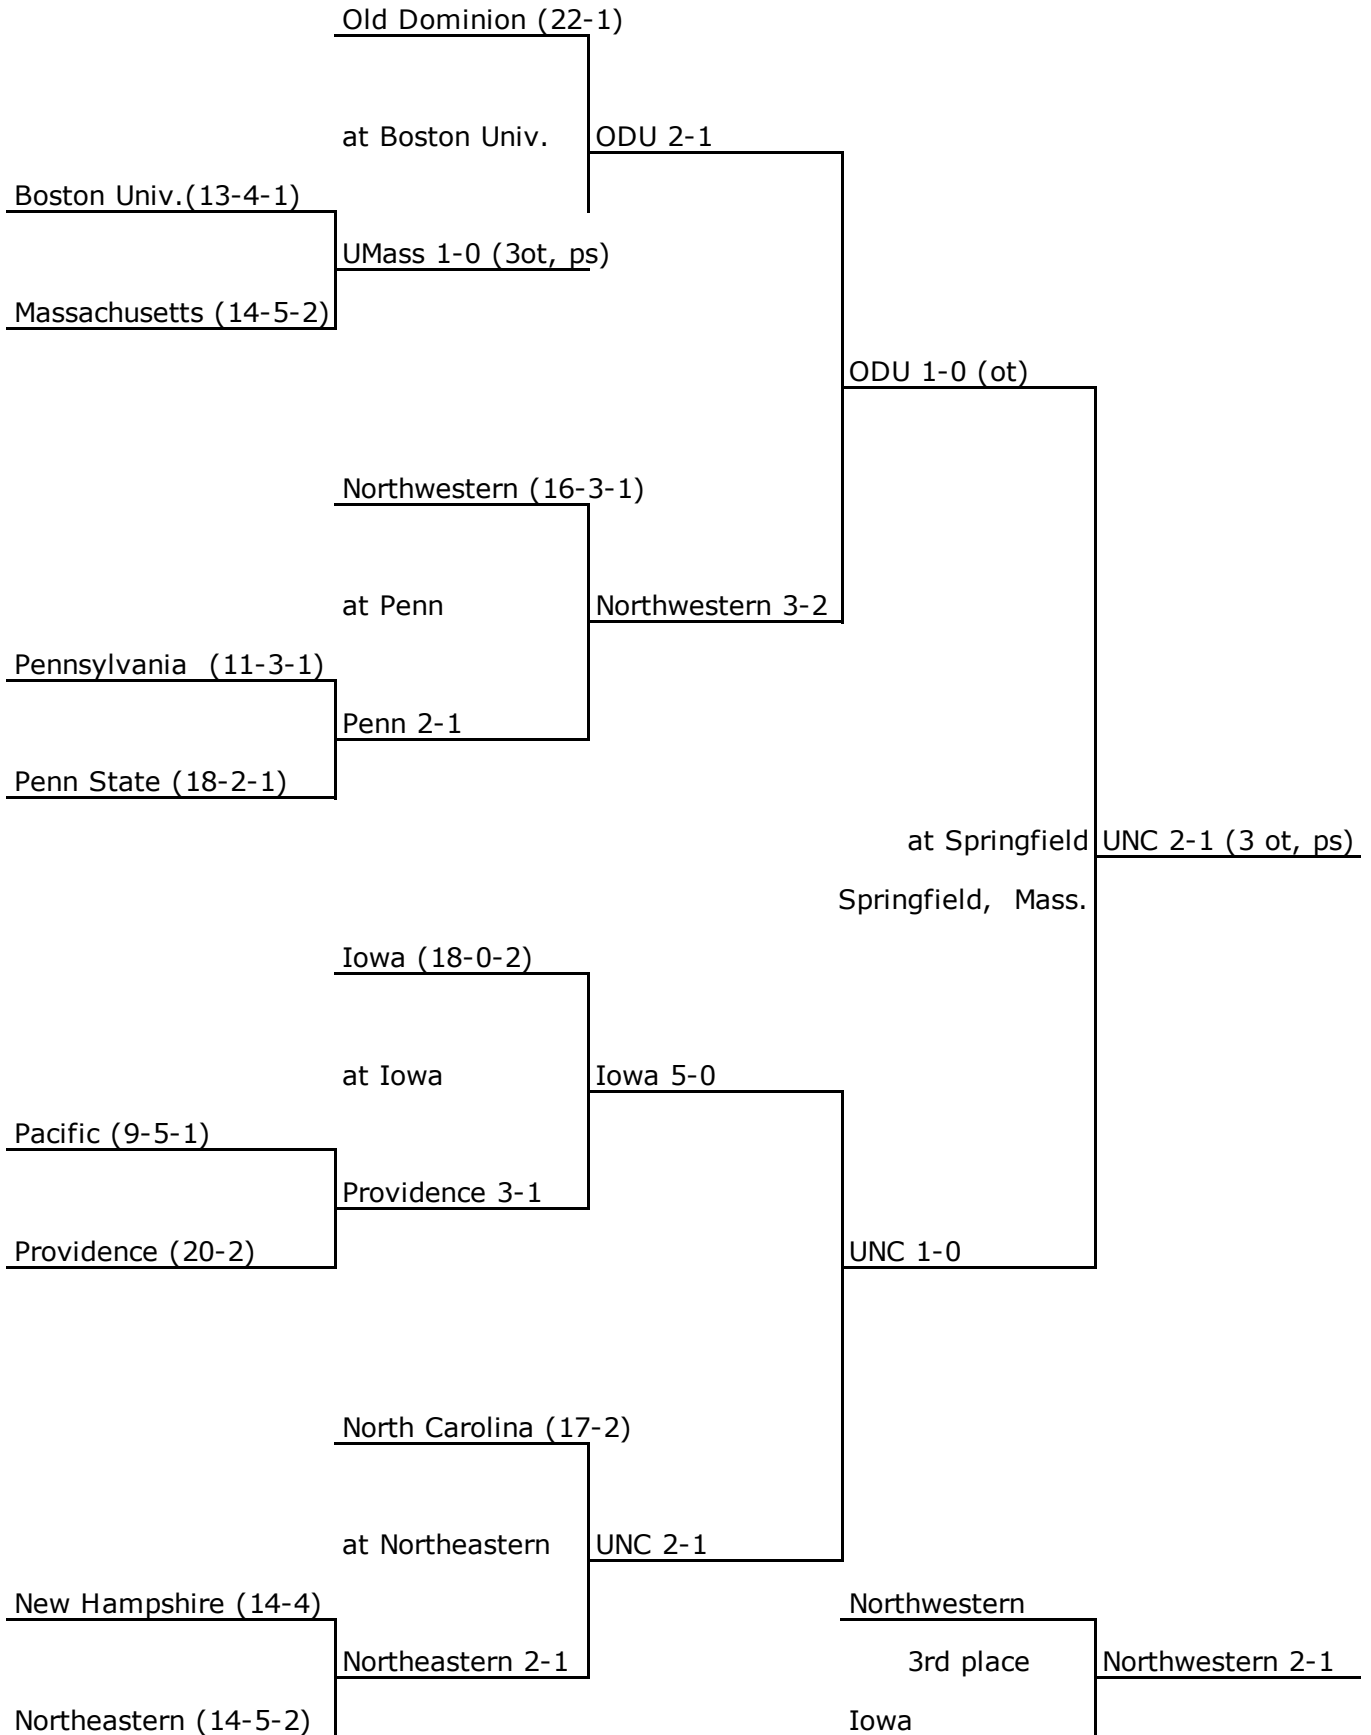 Old Dominion (22-1)
at Boston Univ.
ODU 2-1
Boston Univ.(13-4-1)
UMass 1-0 (3ot, ps)
Massachusetts (14-5-2)
ODU 1-0 (ot)
Northwestern (16-3-1)
at Penn
Northwestern 3-2
Pennsylvania (11-3-1)
Penn 2-1
Penn State (18-2-1)
at Springfield
UNC 2-1 (3 ot, ps)
Springfield, Mass.
Iowa (18-0-2)
at Iowa
Iowa 5-0
Pacific (9-5-1)
Providence 3-1
Providence (20-2)
UNC 1-0
North Carolina (17-2)
at Northeastern
UNC 2-1
New Hampshire (14-4)
Northwestern
Northeastern 2-1
3rd place
Northwestern 2-1
Northeastern (14-5-2)
Iowa